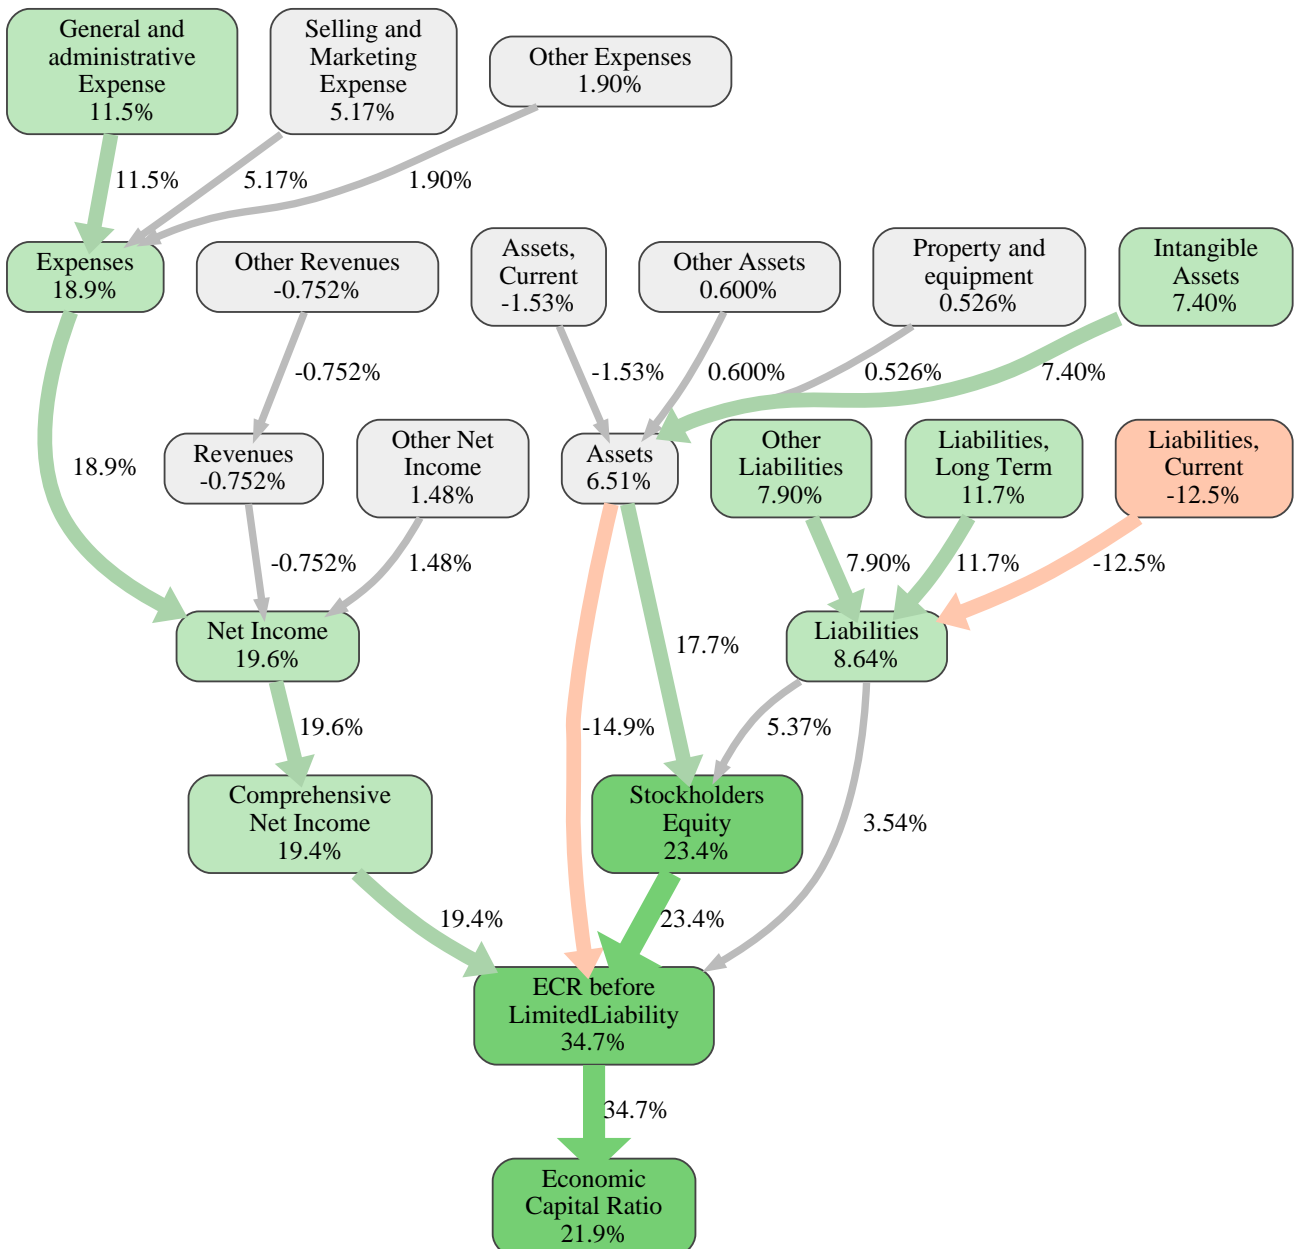 General and
administrative
Expense
11.5%
Selling and
Marketing
Expense
5.17%
Other Expenses
1.90%
11.5%
5.17%
1.90%
Expenses
18.9%
Other Revenues
-0.752%
Assets,
Current
-1.53%
Other Assets
0.600%
Property and
equipment
0.526%
Intangible
Assets
7.40%
-0.752%
-1.53%
0.600%
0.526%
7.40%
18.9%
Revenues
-0.752%
Other Net
Income
1.48%
Assets
6.51%
Other
Liabilities
7.90%
Liabilities,
Long Term
11.7%
Liabilities,
Current
-12.5%
-0.752%
1.48%
7.90%
11.7%
-12.5%
Net Income
19.6%
17.7%
Liabilities
8.64%
19.6%
-14.9%
5.37%
Comprehensive
Net Income
19.4%
Stockholders
Equity
23.4%
3.54%
19.4%
23.4%
ECR before
LimitedLiability
34.7%
34.7%
Economic
Capital Ratio
21.9%